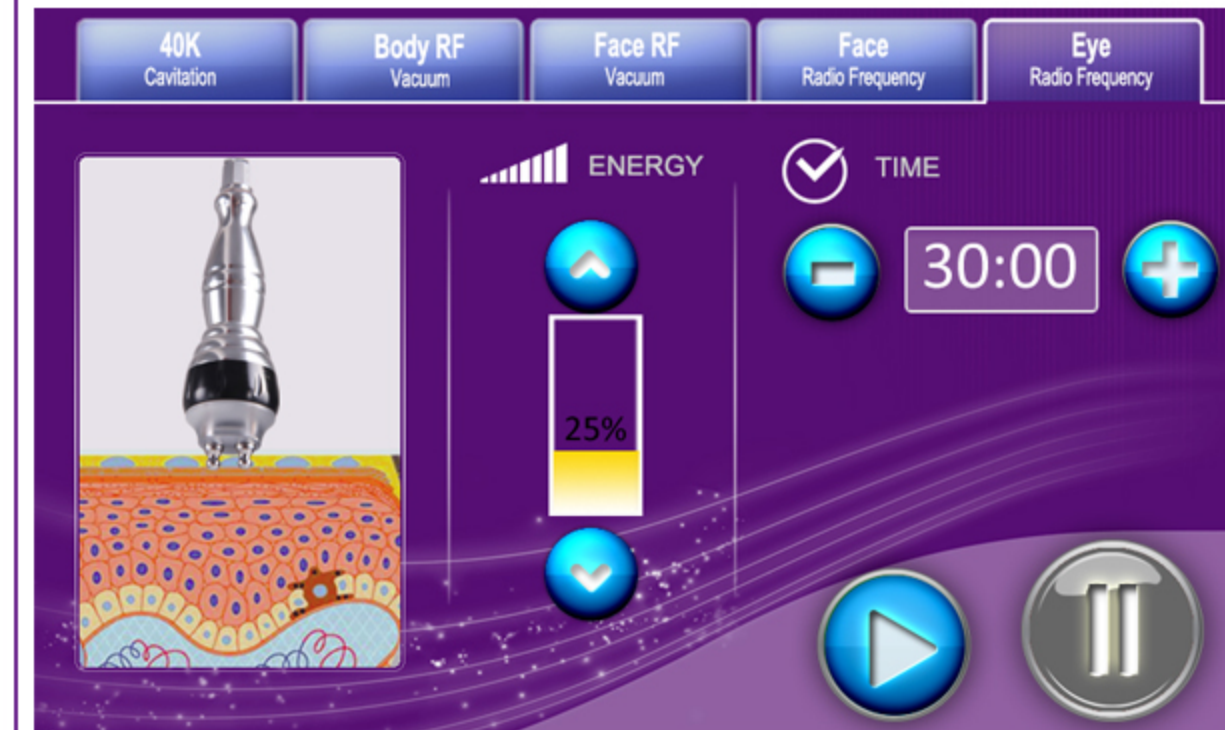 40K
Cavitation
Body RF
Vacuum
Face RF
Vacuum
Face
Radio Frequency
Eye
Radio Frequency
ENERGY
TIME
30:00
25%